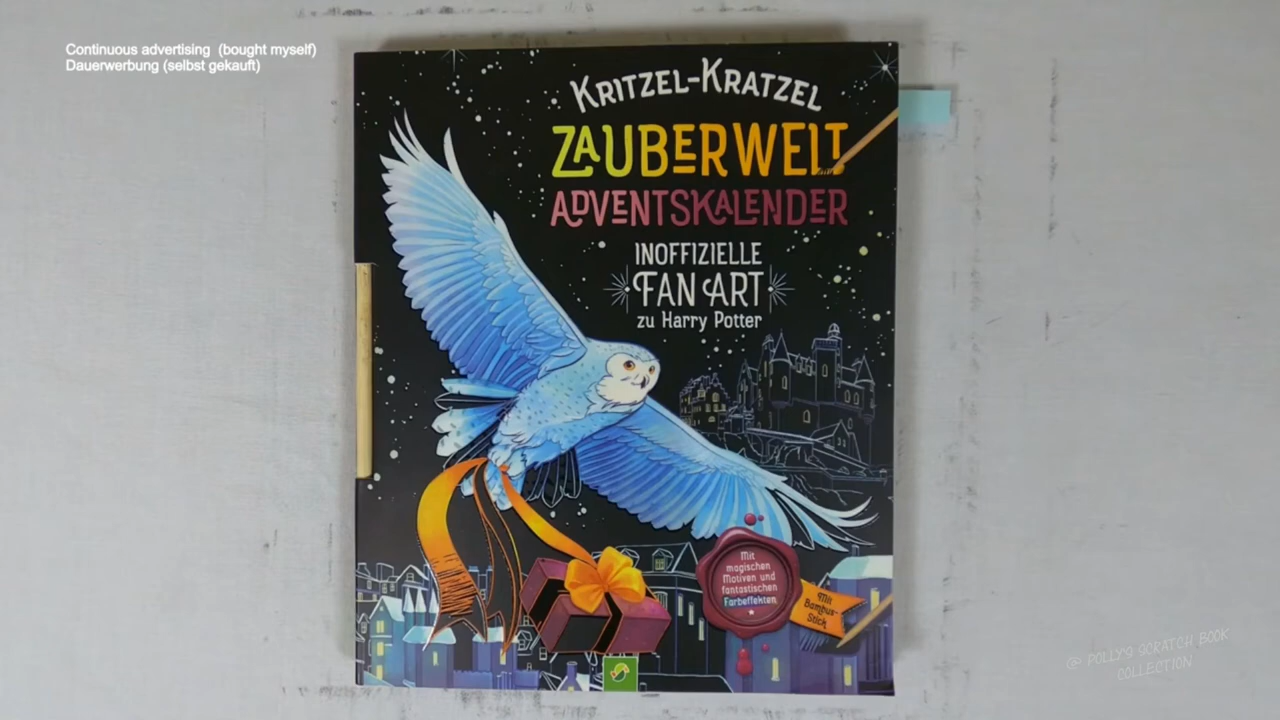 Continuous advertising (bought myself)
Dauerwerbung (selbst gekauft)
KRITZEL-KRATZEL
ZAUBERWELT
ADVENTSKALENDER
INOFFIZIELLE
FAN ART
zu Harry Potter
Mit
magischen
Motiven und
fantastischen
Farbeffekten
Mit
Bambus-
Stick
@ POLLY'S SCRATCH BOOK
COLLECTION